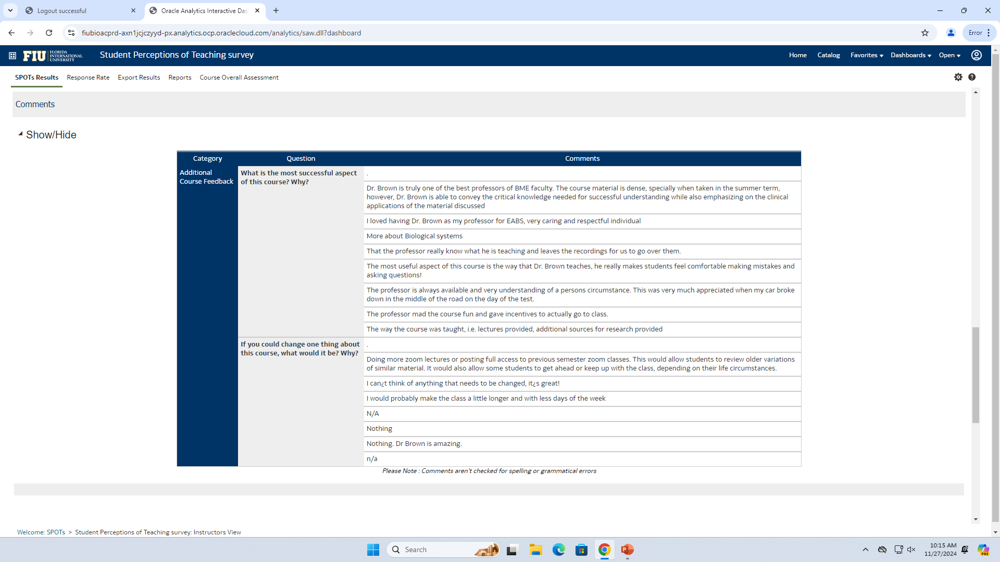 Logout successful
Oracle Analytics Interactive Das
fiubioacprd-axn1jcjczyyd-px.analytics.ocp.oraclecloud.com/analytics/saw.dll?dashboard
Error
FIU FLORIDA
INTERNATIONAL
UNIVERSITY
Student Perceptions of Teaching survey
Home Catalog Favorites Dashboards Open
SPOTs Results Response Rate Export Results Reports Course Overall Assessment
Comments
Show/Hide
Category Question Comments
Additional
Course Feedback
What is the most successful aspect
of this course? Why?
.
Dr. Brown is truly one of the best professors of BME faculty. The course material is dense, specially when taken in the summer term,
however, Dr. Brown is able to convey the critical knowledge needed for successful understanding while also emphasizing on the clinical
applications of the material discussed
I loved having Dr. Brown as my professor for EABS, very caring and respectful individual
More about Biological systems
That the professor really know what he is teaching and leaves the recordings for us to go over them.
The most useful aspect of this course is the way that Dr. Brown teaches, he really makes students feel comfortable making mistakes and
asking questions!
The professor is always available and very understanding of a persons circumstance. This was very much appreciated when my car broke
down in the middle of the road on the day of the test.
The professor mad the course fun and gave incentives to actually go to class.
The way the course was taught, i.e. lectures provided, additional sources for research provided
If you could change one thing about
this course, what would it be? Why?
.
Doing more zoom lectures or posting full access to previous semester zoom classes. This would allow students to review older variations
of similar material. It would also allow some students to get ahead or keep up with the class, depending on their life circumstances.
I can¿t think of anything that needs to be changed, it¿s great!
I would probably make the class a little longer and with less days of the week
N/A
Nothing
Nothing. Dr Brown is amazing.
n/a
Please Note : Comments aren't checked for spelling or grammatical errors
Welcome: SPOTs > Student Perceptions of Teaching survey: Instructors View
Search
10:15 AM
11/27/2024
PRE